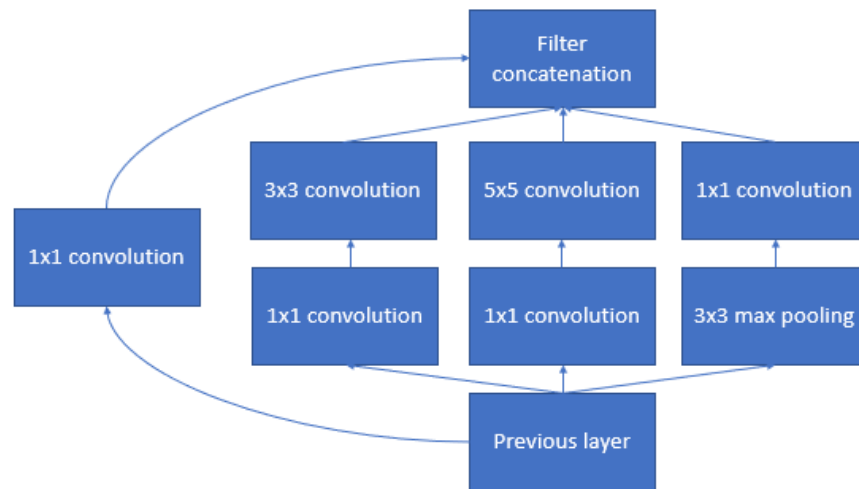 Filter
concatenation
3x3 convolution
5x5 convolution
1x1 convolution
1x1 convolution
1x1 convolution
1x1 convolution
3x3 max pooling
Previous layer